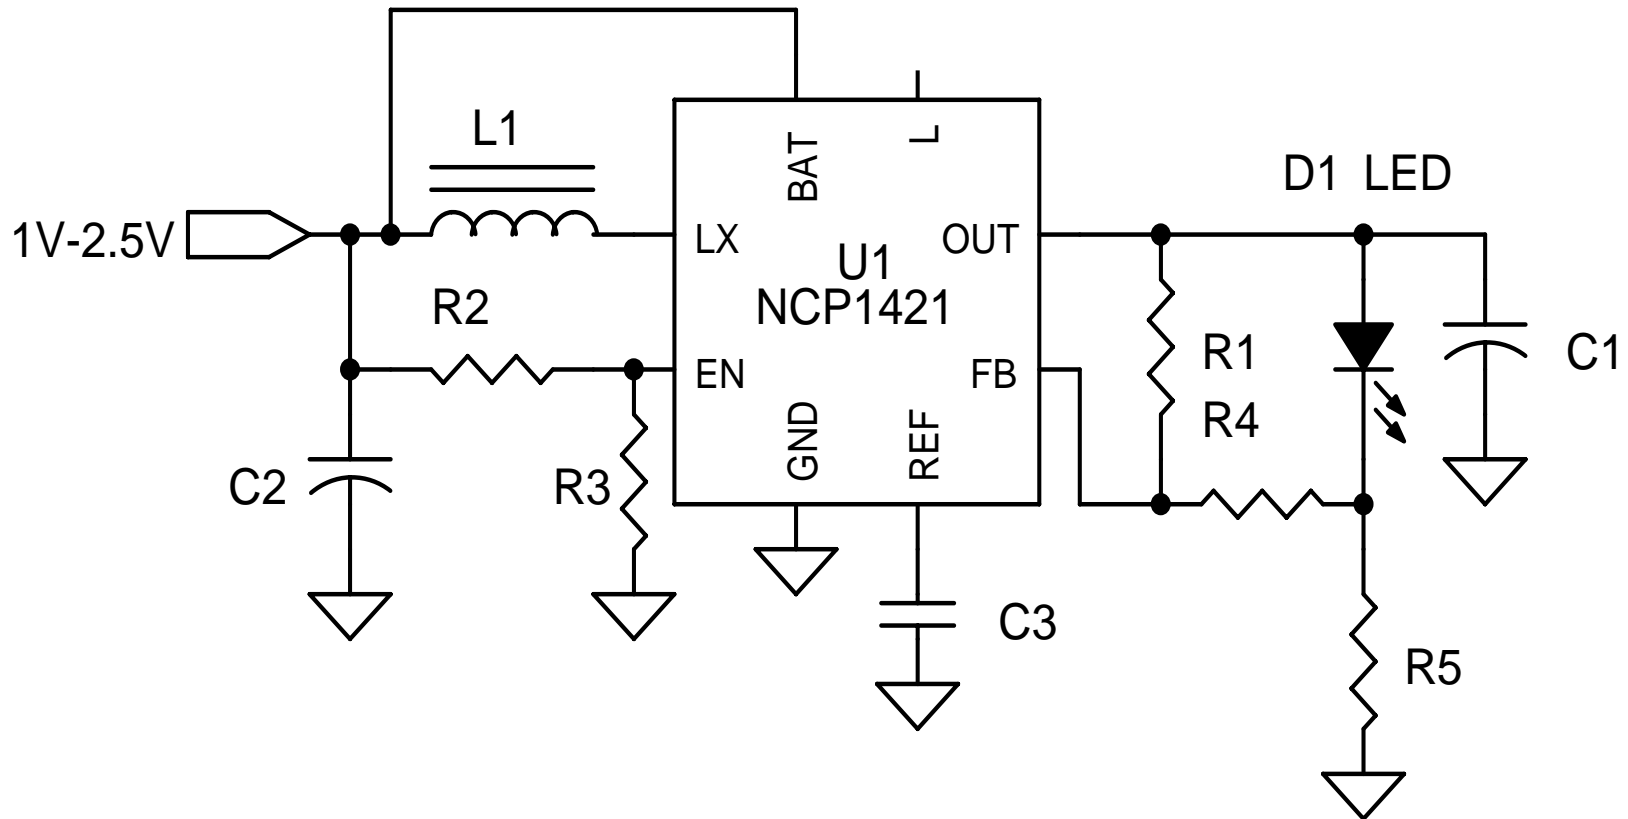 L1
BAT
L
D1 LED
1V-2.5V
LX
OUT
U1
NCP1421
R2
R1
C1
EN
FB
R4
GND
REF
C2
R3
C3
R5